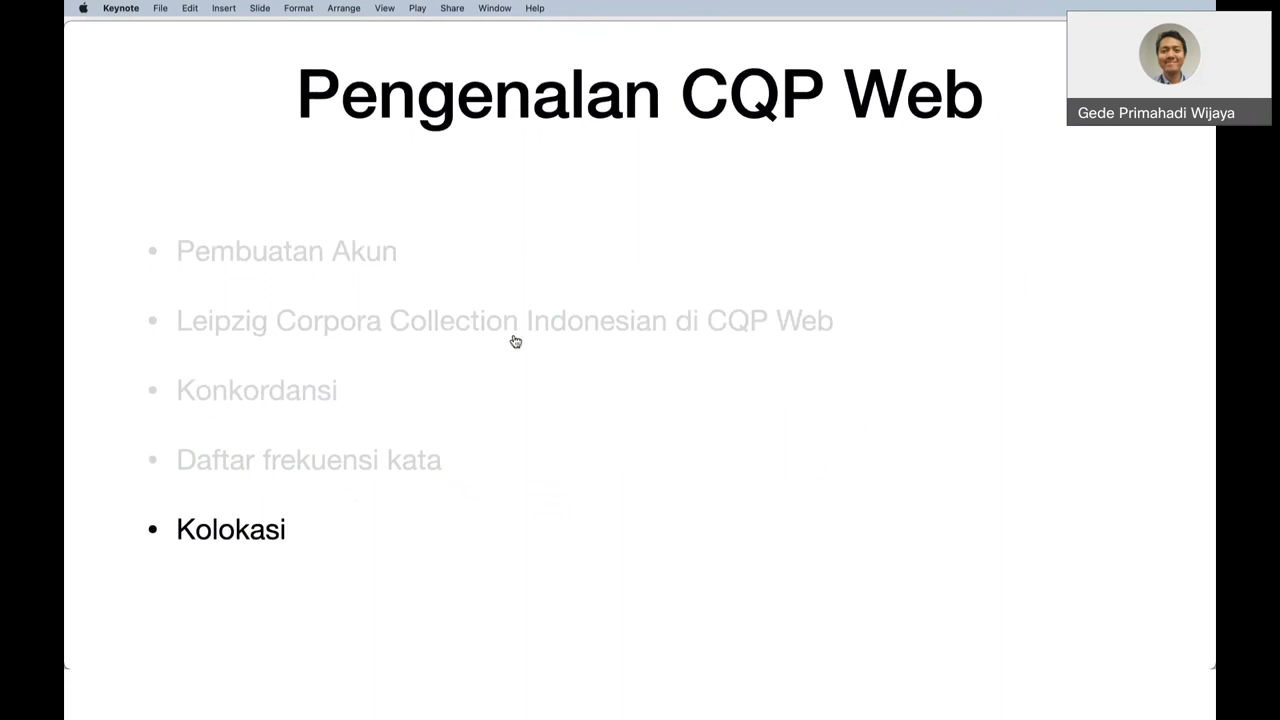 Keynote File Edit Insert Slide Format Arrange View Play Share Window Help
Pengenalan CQP Web
Gede Primahadi Wijaya
• Pembuatan Akun
• Leipzig Corpora Collection Indonesian di CQP Web
• Konkordansi
• Daftar frekuensi kata
• Kolokasi